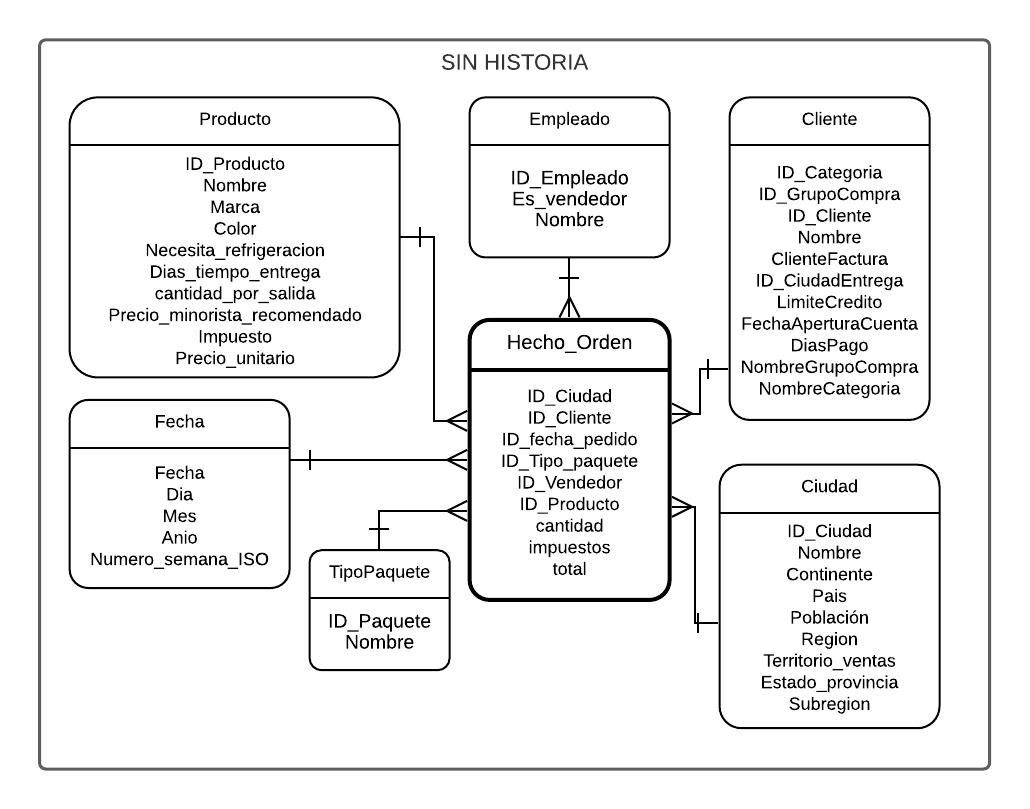 SIN HISTORIA
Producto
ID_Producto
Nombre
Marca
Color
Necesita_refrigeracion
Dias_tiempo_entrega
cantidad_por_salida
Precio_minorista_recomendado
Impuesto
Precio_unitario
Empleado
ID_Empleado
Es_vendedor
Nombre
Cliente
ID_Categoria
ID_GrupoCompra
ID_Cliente
Nombre
ClienteFactura
ID_CiudadEntrega
LimiteCredito
FechaAperturaCuenta
DiasPago
NombreGrupoCompra
NombreCategoria
Hecho_Orden
ID_Ciudad
ID_Cliente
ID_fecha_pedido
ID_Tipo_paquete
ID_Vendedor
ID_Producto
cantidad
impuestos
total
Fecha
Fecha
Dia
Mes
Anio
Numero_semana_ISO
TipoPaquete
ID_Paquete
Nombre
Ciudad
ID_Ciudad
Nombre
Continente
Pais
Población
Region
Territorio_ventas
Estado_provincia
Subregion